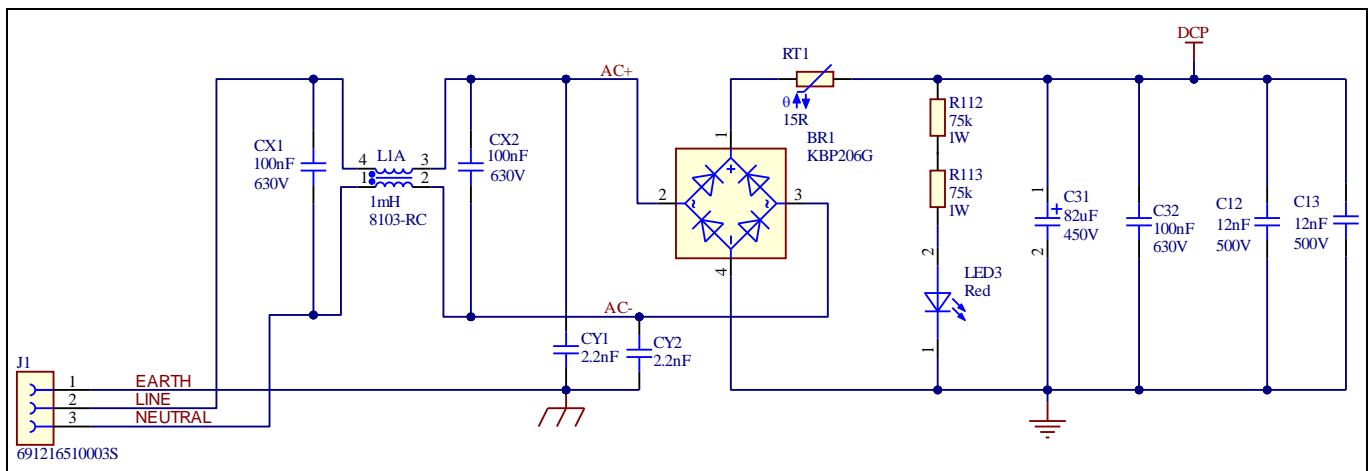 DCP
RT1
AC+
θ
15R
BR1
KBP206G
R112
75k
1W
CX1
100nF
630V
L1A
4
3
1
2
1mH
8103-RC
CX2
100nF
630V
1
2
3
4
+
~
~
−
R113
75k
1W
2
LED3
Red
1
1
+
C31
82uF
450V
2
C32
100nF
630V
C12
12nF
500V
C13
12nF
500V
AC-
CY1
2.2nF
CY2
2.2nF
J1
1
EARTH
2
LINE
3
NEUTRAL
691216510003S